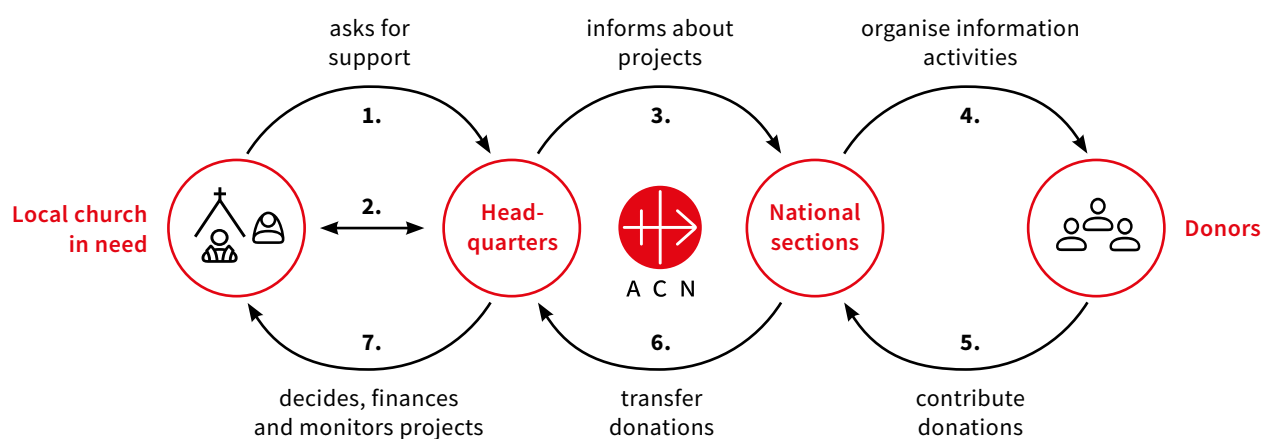 asks for
support
informs about
projects
organise information
activities
1.
3.
4.
Local church
in need
2.
Head-
quarters
A C N
National
sections
Donors
7.
6.
5.
decides, finances
and monitors projects
transfer
donations
contribute
donations